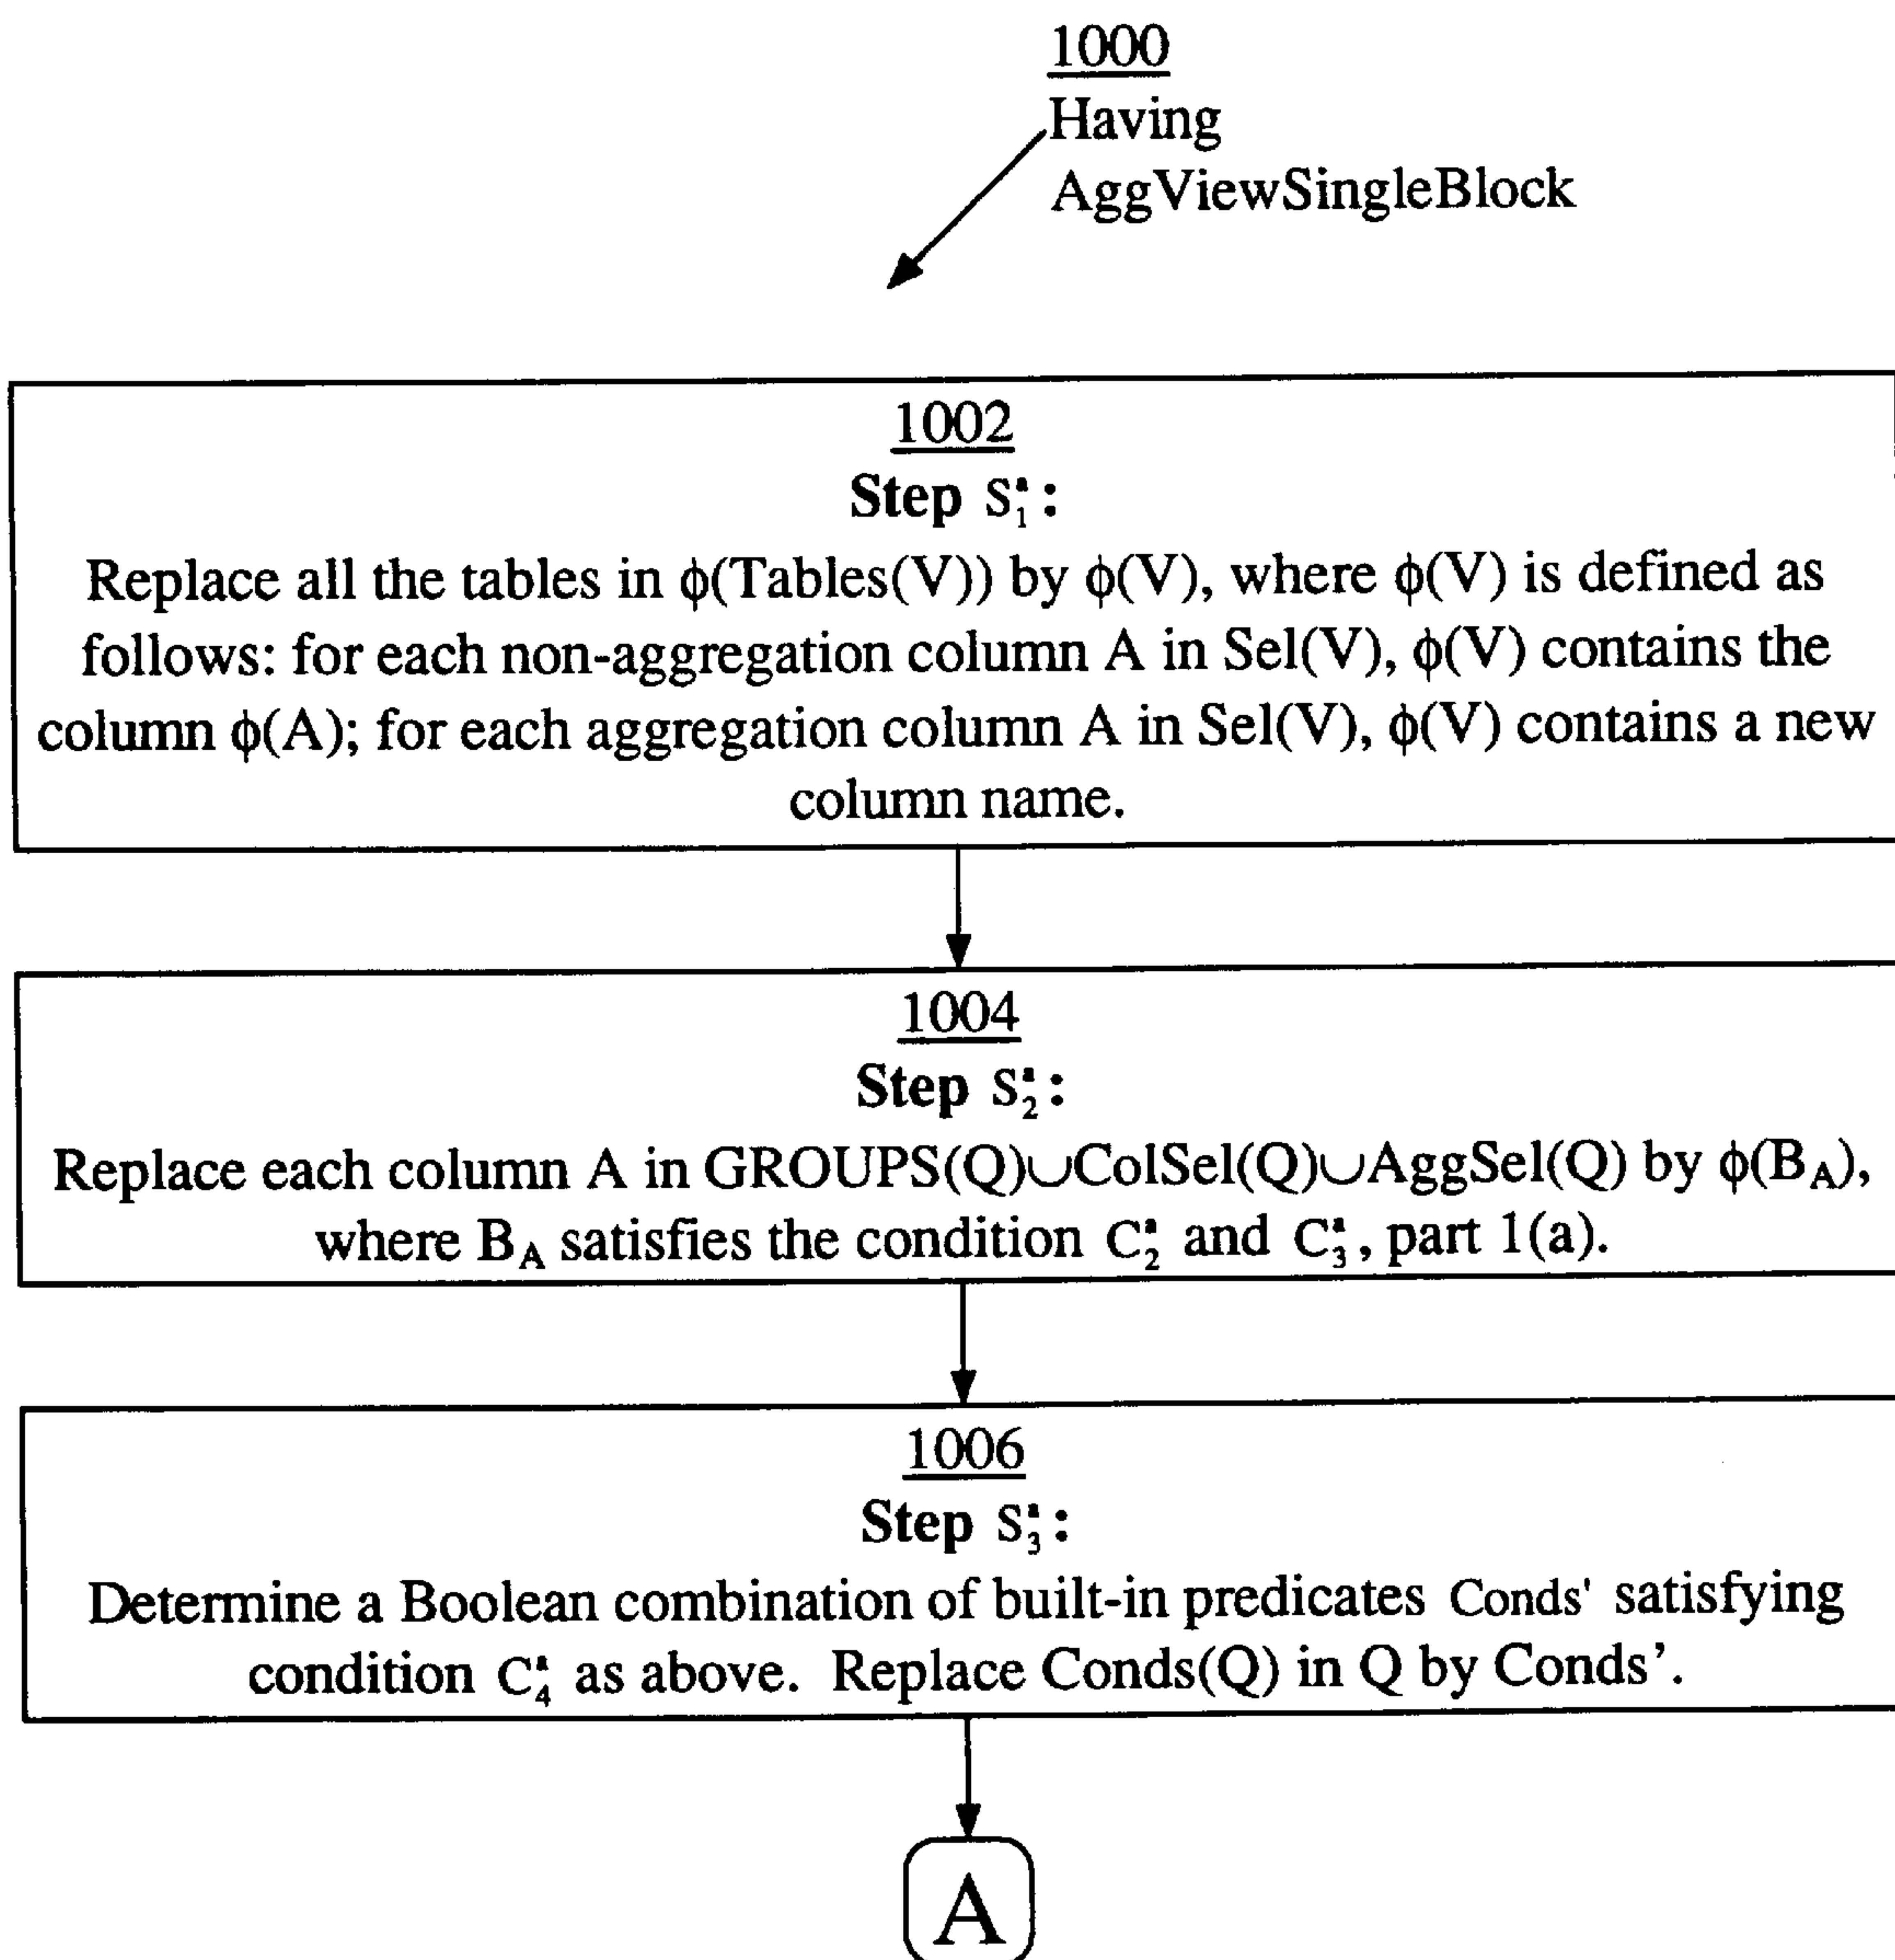 1000
Having
AggViewSingleBlock
1002
Step S₁ᵃ:
Replace all the tables in ϕ(Tables(V)) by ϕ(V), where ϕ(V) is defined as
follows: for each non-aggregation column A in Sel(V), ϕ(V) contains the
column ϕ(A); for each aggregation column A in Sel(V), ϕ(V) contains a new
column name.
1004
Step S₂ᵃ:
Replace each column A in GROUPS(Q)∪ColSel(Q)∪AggSel(Q) by ϕ(B_A),
where B_A satisfies the condition C₂ᵃ and C₃ᵃ, part 1(a).
1006
Step S₃ᵃ:
Determine a Boolean combination of built-in predicates Conds' satisfying
condition C₄ᵃ as above. Replace Conds(Q) in Q by Conds’.
A